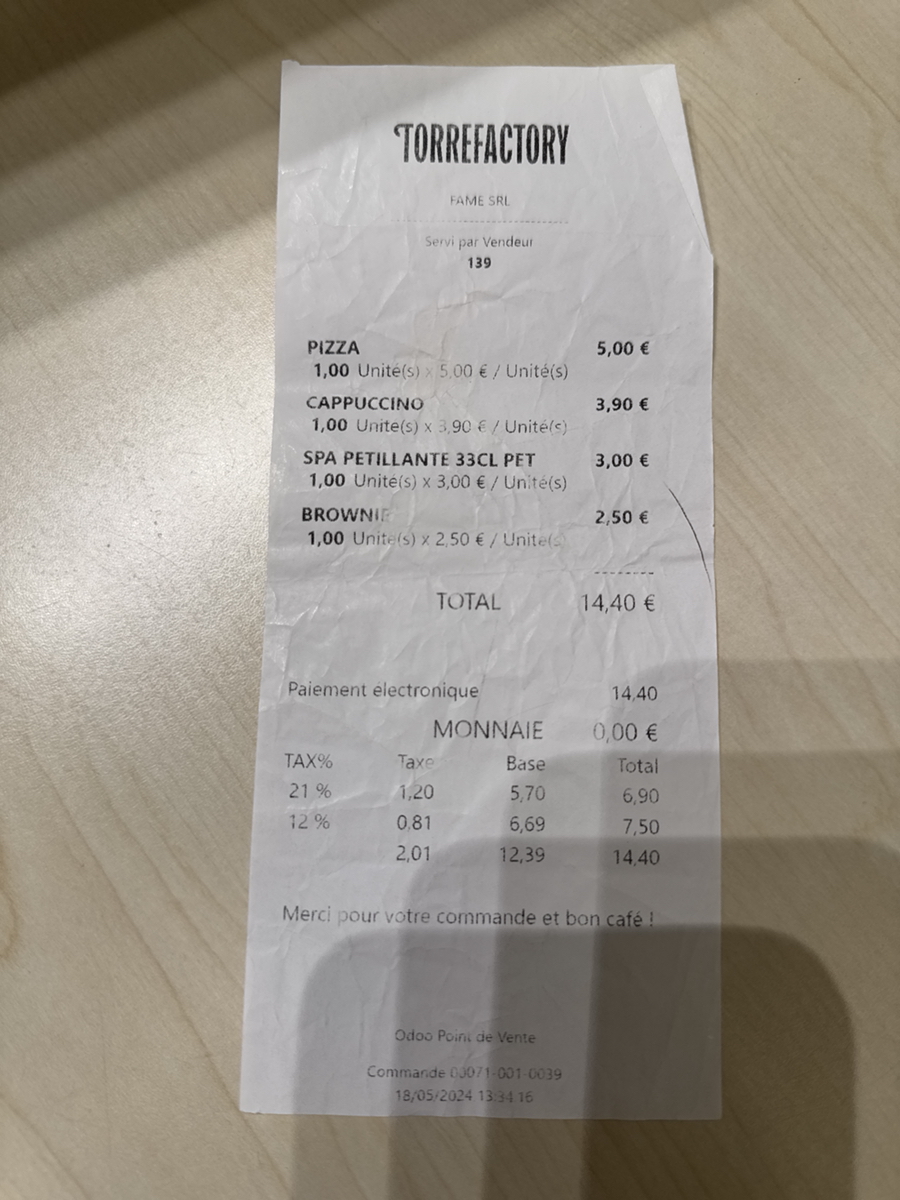 TORREFACTORY
FAME SRL
Servi par Vendeur
139
PIZZA 5,00 €
1,00 Unité(s) x 5,00 € / Unité(s)
CAPPUCCINO 3,90 €
1,00 Unité(s) x 3,90 € / Unité(s)
SPA PETILLANTE 33CL PET 3,00 €
1,00 Unité(s) x 3,00 € / Unité(s)
BROWNIE 2,50 €
1,00 Unité(s) x 2,50 € / Unité(s)
TOTAL 14,40 €
Paiement électronique 14,40
MONNAIE 0,00 €
TAX% Taxe Base Total
21 % 1,20 5,70 6,90
12 % 0,81 6,69 7,50
2,01 12,39 14,40
Merci pour votre commande et bon café !
Odoo Point de Vente
Commande 00071-001-0039
18/05/2024 13:34:16